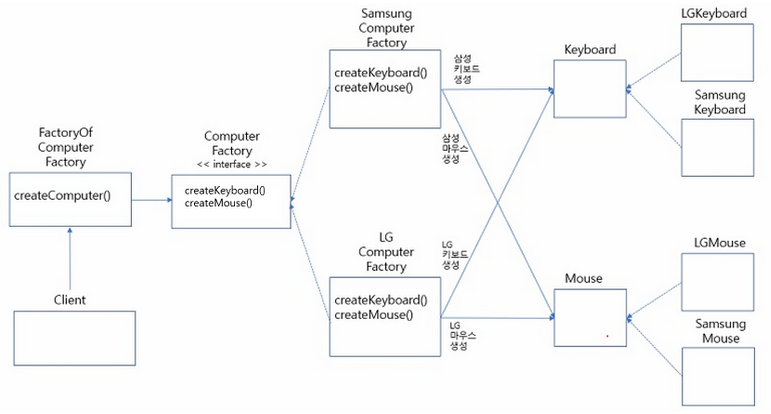 FactoryOf
Computer
Factory
createComputer()
Client
Computer
Factory
<< interface >>
createKeyboard()
createMouse()
Samsung
Computer
Factory
createKeyboard()
createMouse()
LG
Computer
Factory
createKeyboard()
createMouse()
삼성
키보드
생성
삼성
마우스
생성
LG
키보드
생성
LG
마우스
생성
Keyboard
Mouse
LGKeyboard
Samsung
Keyboard
LGMouse
Samsung
Mouse